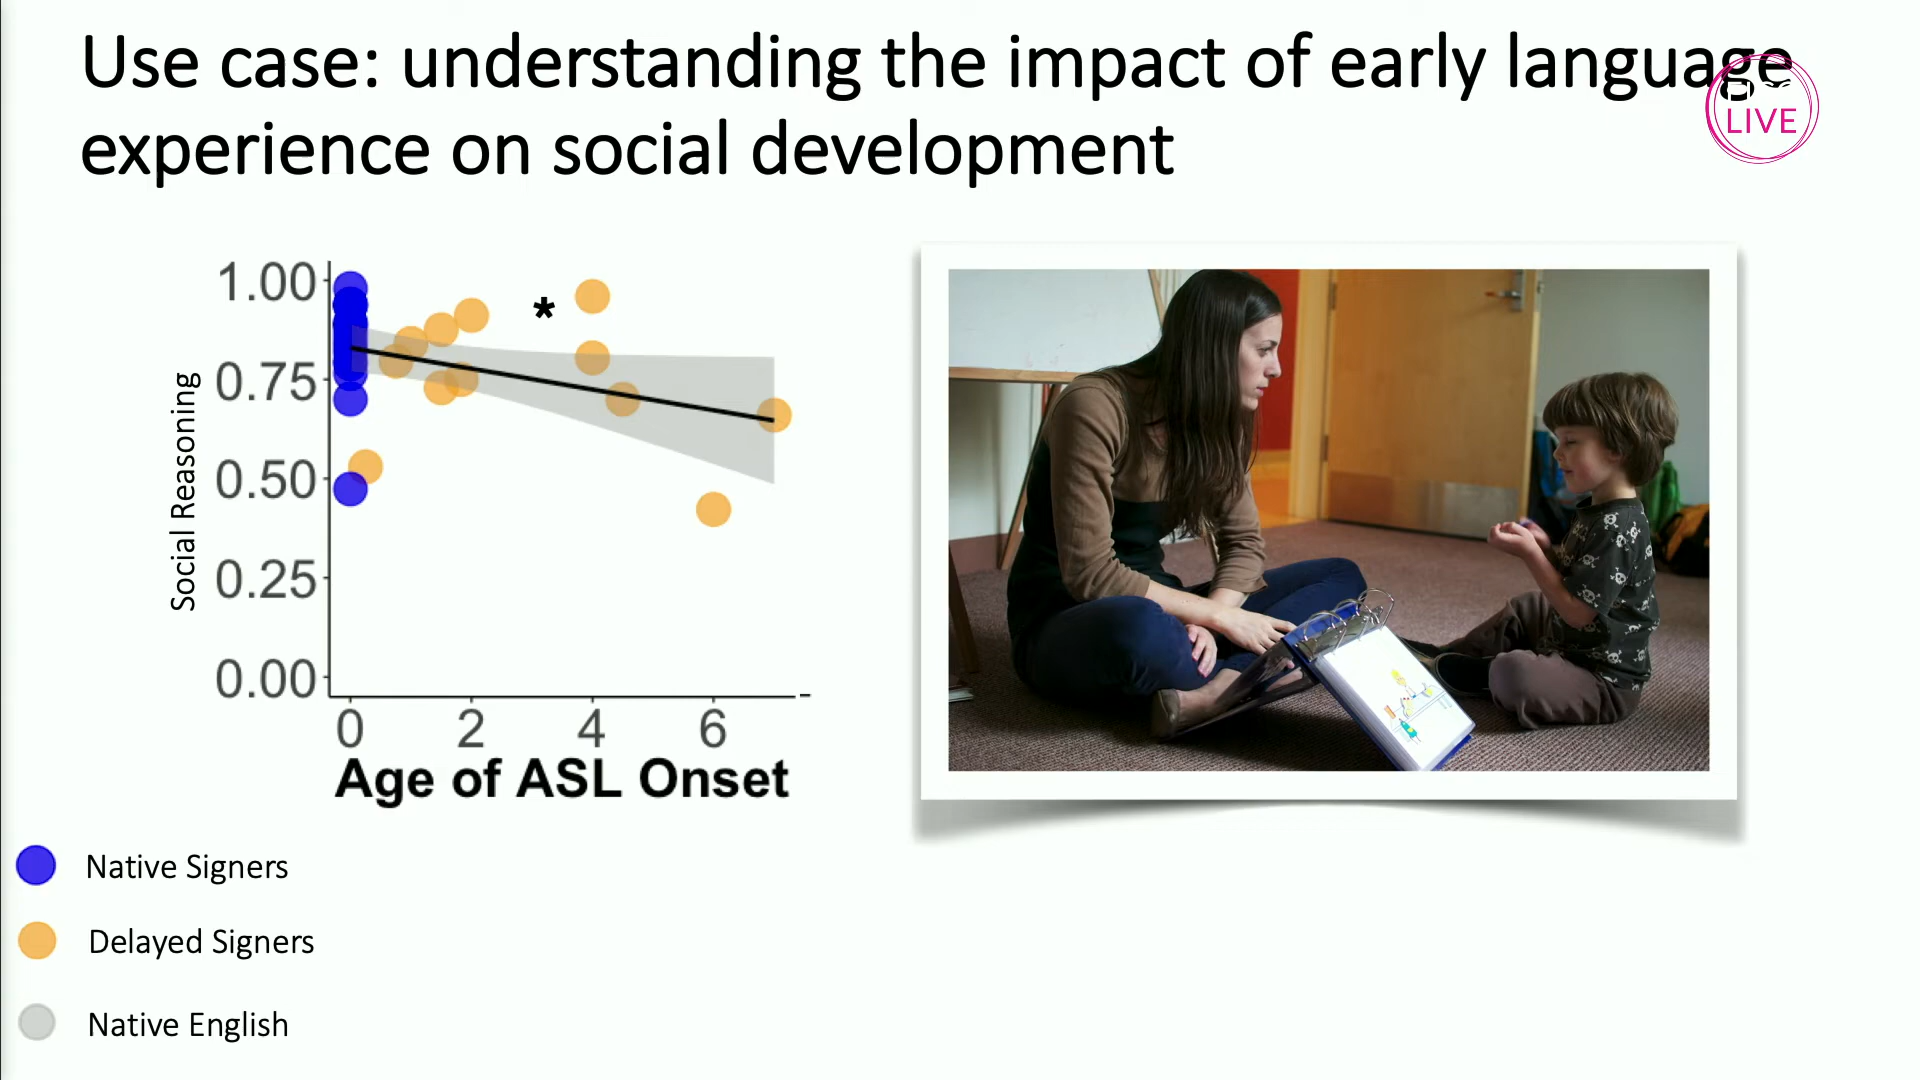 Use case: understanding the impact of early language
experience on social development
LIVE
1.00
0.75
0.50
0.25
0.00
Social Reasoning
*
0 2 4 6
Age of ASL Onset
Native Signers
Delayed Signers
Native English